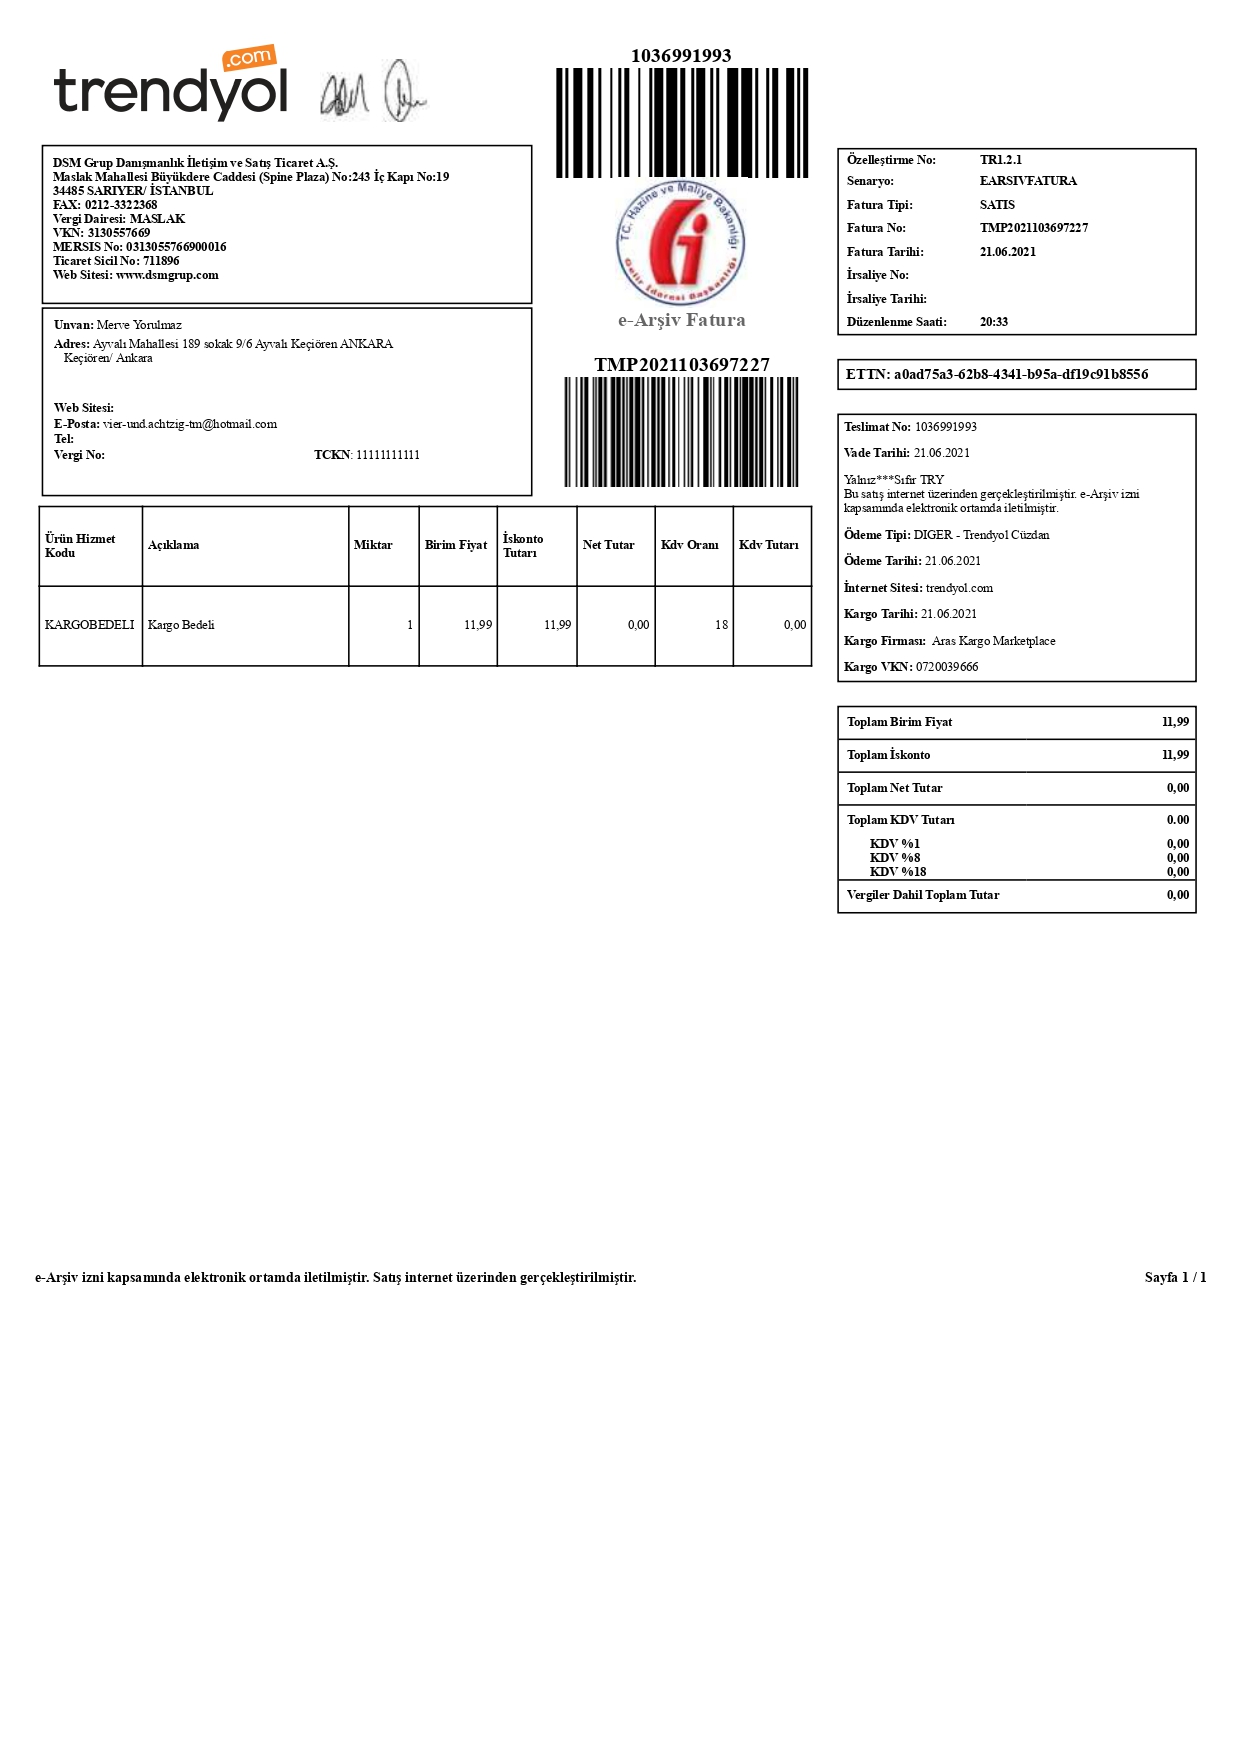 trendyol
.com
1036991993
DSM Grup Danışmanlık İletişim ve Satış Ticaret A.Ş.
Maslak Mahallesi Büyükdere Caddesi (Spine Plaza) No:243 İç Kapı No:19
34485 SARIYER/ İSTANBUL
FAX: 0212-3322368
Vergi Dairesi: MASLAK
VKN: 3130557669
MERSIS No: 0313055766900016
Ticaret Sicil No: 711896
Web Sitesi: www.dsmgrup.com
T.C. Hazine ve Maliye Bakanlığı
Gelir İdaresi Başkanlığı
e-Arşiv Fatura
Özelleştirme No: TR1.2.1
Senaryo: EARSIVFATURA
Fatura Tipi: SATIS
Fatura No: TMP2021103697227
Fatura Tarihi: 21.06.2021
İrsaliye No:
İrsaliye Tarihi:
Düzenlenme Saati: 20:33
Unvan: Merve Yorulmaz
Adres: Ayvalı Mahallesi 189 sokak 9/6 Ayvalı Keçiören ANKARA
Keçiören/ Ankara
Web Sitesi:
E-Posta: vier-und.achtzig-tm@hotmail.com
Tel:
Vergi No: TCKN: 11111111111
TMP2021103697227
ETTN: a0ad75a3-62b8-4341-b95a-df19c91b8556
Teslimat No: 1036991993
Vade Tarihi: 21.06.2021
Yalnız***Sıfır TRY
Bu satış internet üzerinden gerçekleştirilmiştir. e-Arşiv izni
kapsamında elektronik ortamda iletilmiştir.
Ödeme Tipi: DIGER - Trendyol Cüzdan
Ödeme Tarihi: 21.06.2021
İnternet Sitesi: trendyol.com
Kargo Tarihi: 21.06.2021
Kargo Firması: Aras Kargo Marketplace
Kargo VKN: 0720039666
Ürün Hizmet Kodu Açıklama Miktar Birim Fiyat İskonto Tutarı Net Tutar Kdv Oranı Kdv Tutarı
KARGOBEDELI Kargo Bedeli 1 11,99 11,99 0,00 18 0,00
Toplam Birim Fiyat 11,99
Toplam İskonto 11,99
Toplam Net Tutar 0,00
Toplam KDV Tutarı 0.00
KDV %1 0,00
KDV %8 0,00
KDV %18 0,00
Vergiler Dahil Toplam Tutar 0,00
e-Arşiv izni kapsamında elektronik ortamda iletilmiştir. Satış internet üzerinden gerçekleştirilmiştir. Sayfa 1 / 1